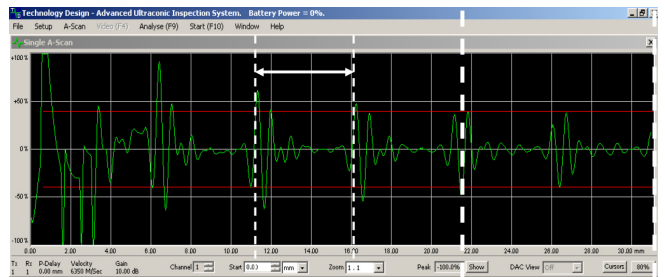 Technology Design - Advanced Ultraconic Inspection System. Battery Power = 0%.
File Setup A-Scan Video (F4) Analyse (F9) Start (F10) Window Help
Single A-Scan
+100%
+50%
0%
-50%
-100%
0.00 2.00 4.00 6.00 8.00 10.00 12.00 14.00 16.00 18.00 20.00 22.00 24.00 26.00 28.00 30.00 mm
Tx Rx P-Delay Velocity Gain
1 1 0.00 mm 6350 M/Sec 10.00 dB Channel 1 Start 0.00 mm Zoom 1 : 1 Peak -100.0% Show DAC View Off Cursors 80%